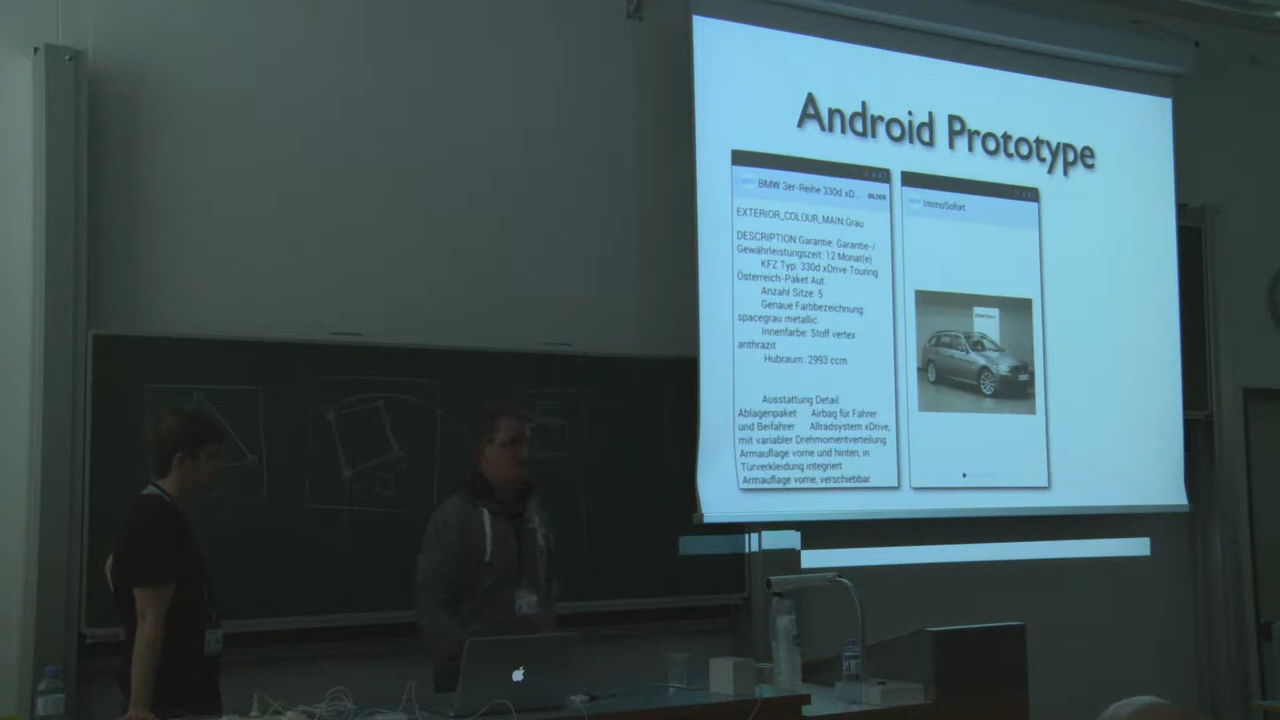 Android Prototype
BMW 3er-Reihe 330d xD...
BILDER
EXTERIOR_COLOUR_MAIN:Grau
DESCRIPTION:Garantie: Garantie-/
Gewährleistungszeit: 12 Monat(e)
KFZ Typ: 330d xDrive Touring
Österreich-Paket Aut.
Anzahl Sitze: 5
Genaue Farbbezeichnung
spacegrau metallic
Innenfarbe: Stoff vertex
anthrazit
Hubraum: 2993 ccm
Ausstattung Detail:
Ablagenpaket Airbag für Fahrer
und Beifahrer Allradsystem xDrive,
mit variabler Drehmomentverteilung
Armauflage vorne und hinten, in
Türverkleidung integriert
Armauflage vorne, verschiebbar
ImmoSofort